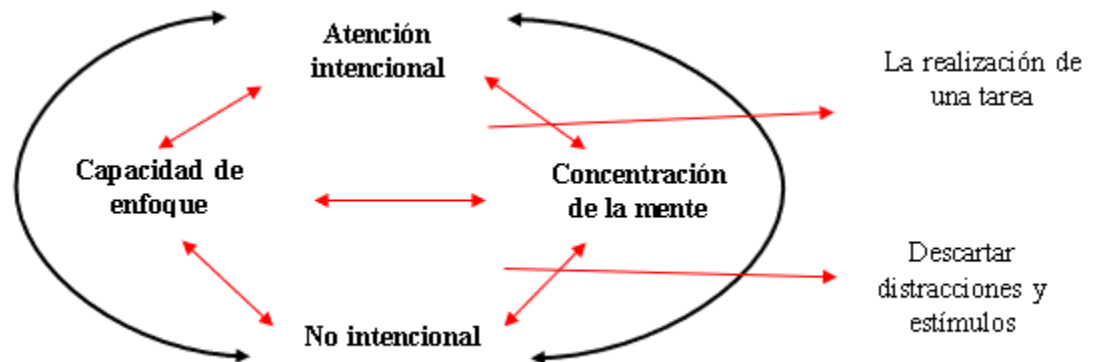 Atención
intencional
La realización de
una tarea
Capacidad de
enfoque
Concentración
de la mente
Descartar
distracciones y
estímulos
No intencional